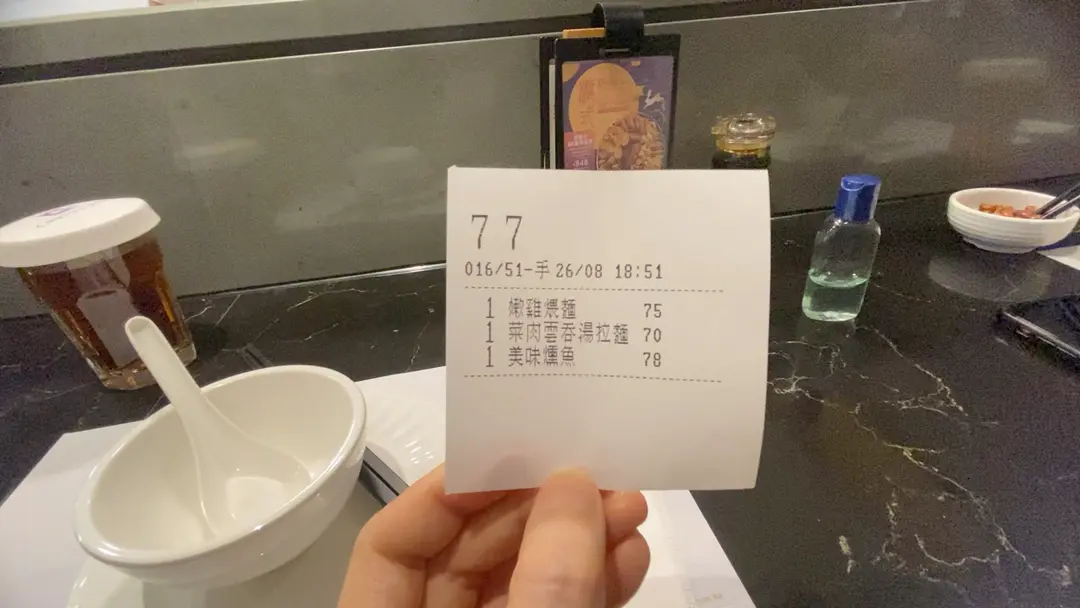 77
016/51-手 26/08 18:51
1 嫩雞煨麵 75
1 菜肉雲吞湯拉麵 70
1 美味燻魚 78